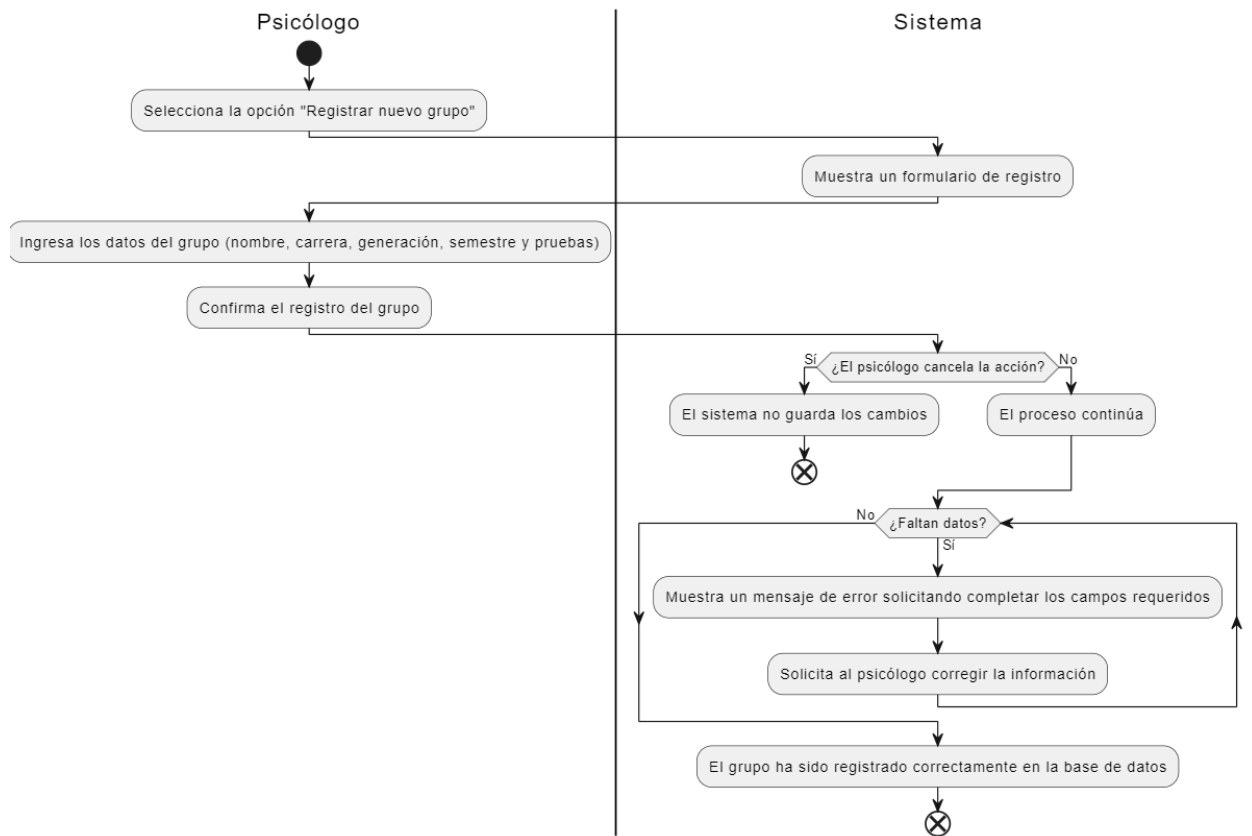 Psicólogo
Sistema
Selecciona la opción "Registrar nuevo grupo"
Muestra un formulario de registro
Ingresa los datos del grupo (nombre, carrera, generación, semestre y pruebas)
Confirma el registro del grupo
Sí
¿El psicólogo cancela la acción?
No
El sistema no guarda los cambios
El proceso continúa
No
¿Faltan datos?
Sí
Muestra un mensaje de error solicitando completar los campos requeridos
Solicita al psicólogo corregir la información
El grupo ha sido registrado correctamente en la base de datos